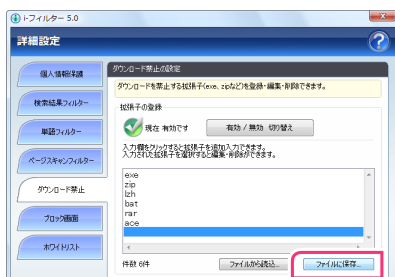 i-フィルター 5.0
詳細設定
?
個人情報保護
検索結果フィルター
単語フィルター
ページスキャンフィルター
ダウンロード禁止
ブロック画面
ホワイトリスト
ダウンロード禁止の設定
ダウンロードを禁止する拡張子(exe、zipなど)を登録・編集・削除できます。
拡張子の登録
現在 有効です
有効 / 無効 切り替え
入力欄をクリックすると拡張子を追加入力できます。
入力された拡張子を選択すると編集・削除ができます。
exe
zip
lzh
bat
rar
ace
件数 6件
ファイルから読込...
ファイルに保存...